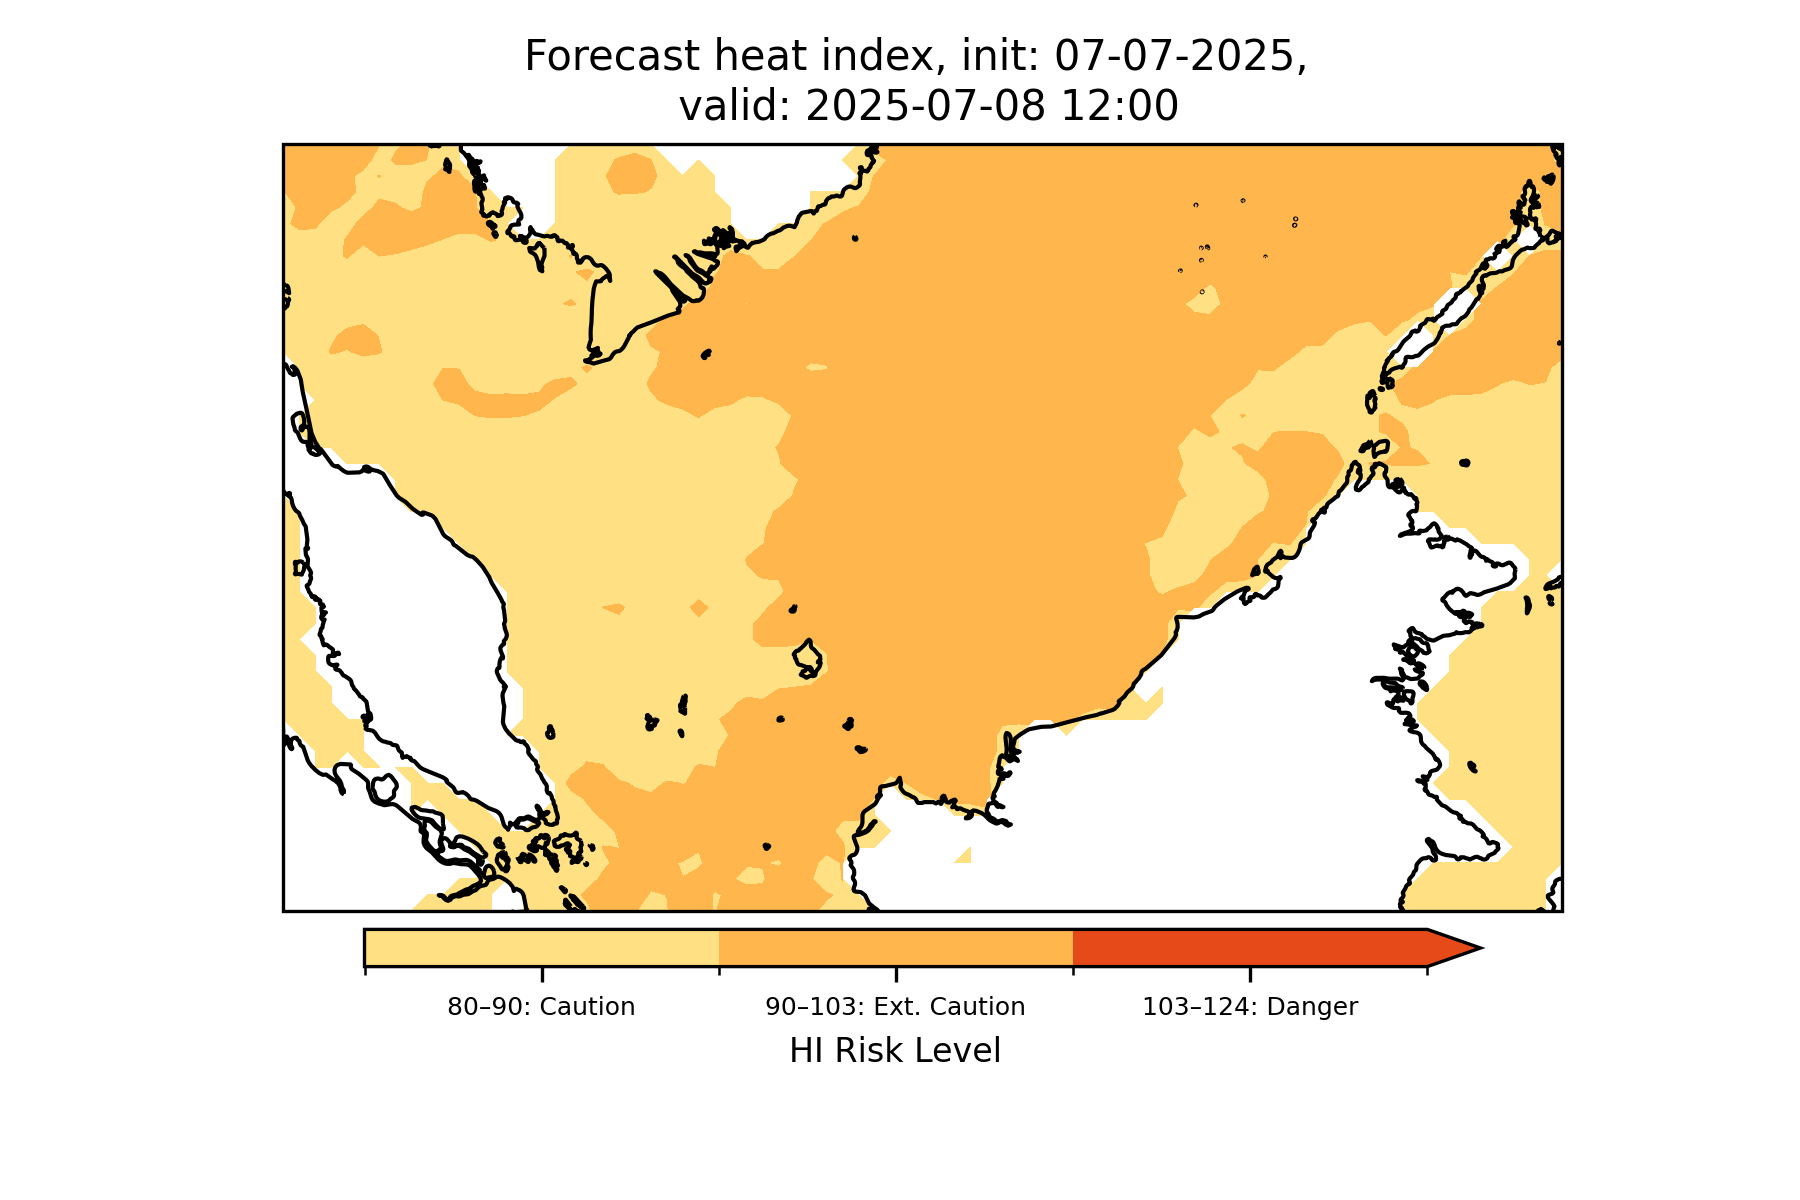 Forecast heat index, init: 07-07-2025,
valid: 2025-07-08 12:00
80–90: Caution
90–103: Ext. Caution
103–124: Danger
HI Risk Level